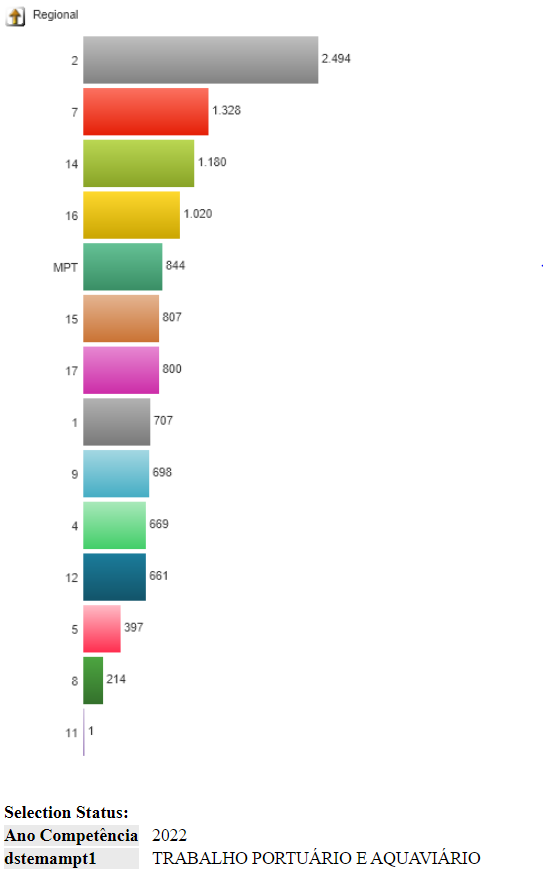 Regional
2 2.494
7 1.328
14 1.180
16 1.020
MPT 844
15 807
17 800
1 707
9 698
4 669
12 661
5 397
8 214
11 1
Selection Status:
Ano Competência 2022
dstemampt1 TRABALHO PORTUÁRIO E AQUAVIÁRIO